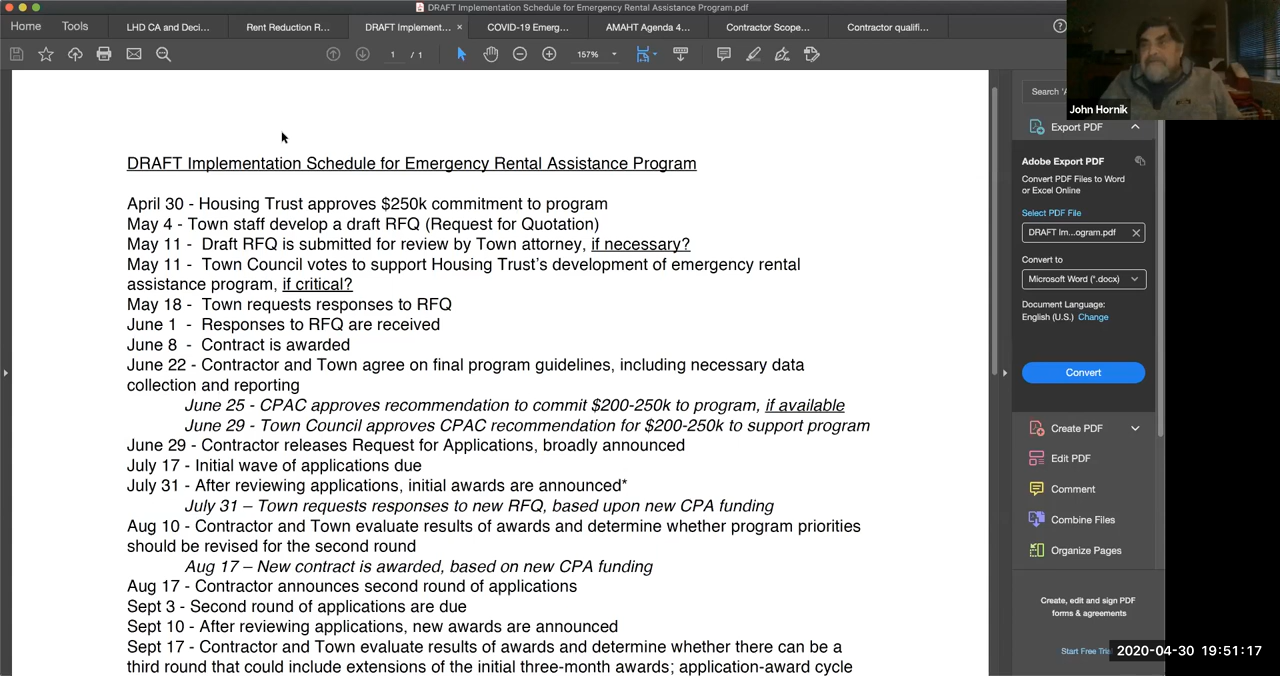 DRAFT Implementation Schedule for Emergency Rental Assistance Program.pdf
Home Tools LHD CA and Deci... Rent Reduction R... DRAFT Implement... × COVID-19 Emerg... AMAHT Agenda 4... Contractor Scope... Contractor qualifi...
1 / 1 157%
John Hornik
DRAFT Implementation Schedule for Emergency Rental Assistance Program
April 30 - Housing Trust approves $250k commitment to program
May 4 - Town staff develop a draft RFQ (Request for Quotation)
May 11 - Draft RFQ is submitted for review by Town attorney, if necessary?
May 11 - Town Council votes to support Housing Trust's development of emergency rental
assistance program, if critical?
May 18 - Town requests responses to RFQ
June 1 - Responses to RFQ are received
June 8 - Contract is awarded
June 22 - Contractor and Town agree on final program guidelines, including necessary data
collection and reporting
June 25 - CPAC approves recommendation to commit $200-250k to program, if available
June 29 - Town Council approves CPAC recommendation for $200-250k to support program
June 29 - Contractor releases Request for Applications, broadly announced
July 17 - Initial wave of applications due
July 31 - After reviewing applications, initial awards are announced*
July 31 – Town requests responses to new RFQ, based upon new CPA funding
Aug 10 - Contractor and Town evaluate results of awards and determine whether program priorities
should be revised for the second round
Aug 17 – New contract is awarded, based on new CPA funding
Aug 17 - Contractor announces second round of applications
Sept 3 - Second round of applications are due
Sept 10 - After reviewing applications, new awards are announced
Sept 17 - Contractor and Town evaluate results of awards and determine whether there can be a
third round that could include extensions of the initial three-month awards; application-award cycle
Search 'A
Export PDF
Adobe Export PDF
Convert PDF Files to Word
or Excel Online
Select PDF File
DRAFT Im...ogram.pdf
Convert to
Microsoft Word (*.docx)
Document Language:
English (U.S.) Change
Convert
Create PDF
Edit PDF
Comment
Combine Files
Organize Pages
Create, edit and sign PDF
forms & agreements
Start Free Tria
2020-04-30 19:51:17